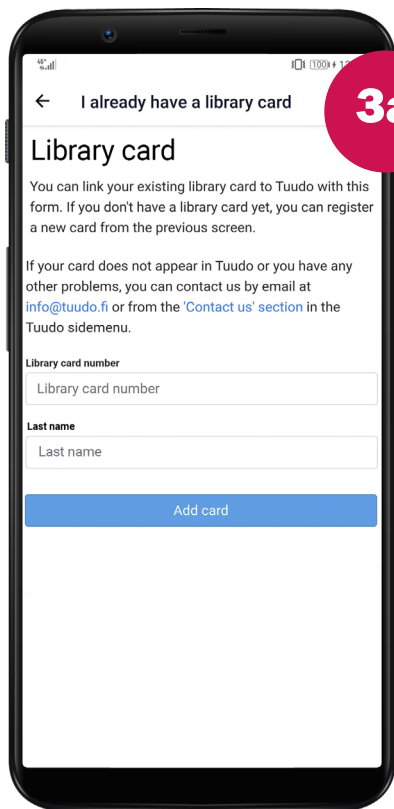 I already have a library card
3a
Library card
You can link your existing library card to Tuudo with this
form. If you don't have a library card yet, you can register
a new card from the previous screen.
If your card does not appear in Tuudo or you have any
other problems, you can contact us by email at
info@tuudo.fi or from the 'Contact us' section in the
Tuudo sidemenu.
Library card number
Library card number
Last name
Last name
Add card